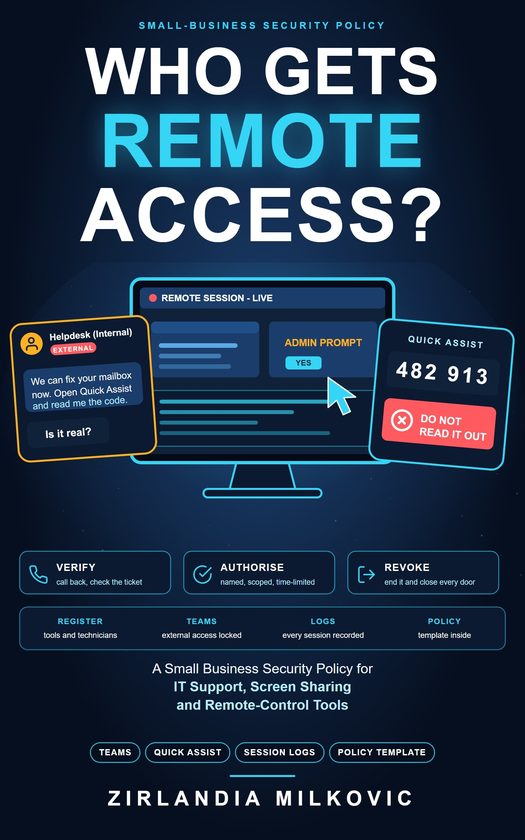 SMALL-BUSINESS SECURITY POLICY
WHO GETS
REMOTE
ACCESS?
REMOTE SESSION - LIVE
Helpdesk (Internal)
EXTERNAL
We can fix your mailbox
now. Open Quick Assist
and read me the code.
Is it real?
ADMIN PROMPT
YES
QUICK ASSIST
482 913
DO NOT
READ IT OUT
VERIFY
call back, check the ticket
AUTHORISE
named, scoped, time-limited
REVOKE
end it and close every door
REGISTER
tools and technicians
TEAMS
external access locked
LOGS
every session recorded
POLICY
template inside
A Small Business Security Policy for
IT Support, Screen Sharing
and Remote-Control Tools
TEAMS
QUICK ASSIST
SESSION LOGS
POLICY TEMPLATE
ZIRLANDIA MILKOVIC